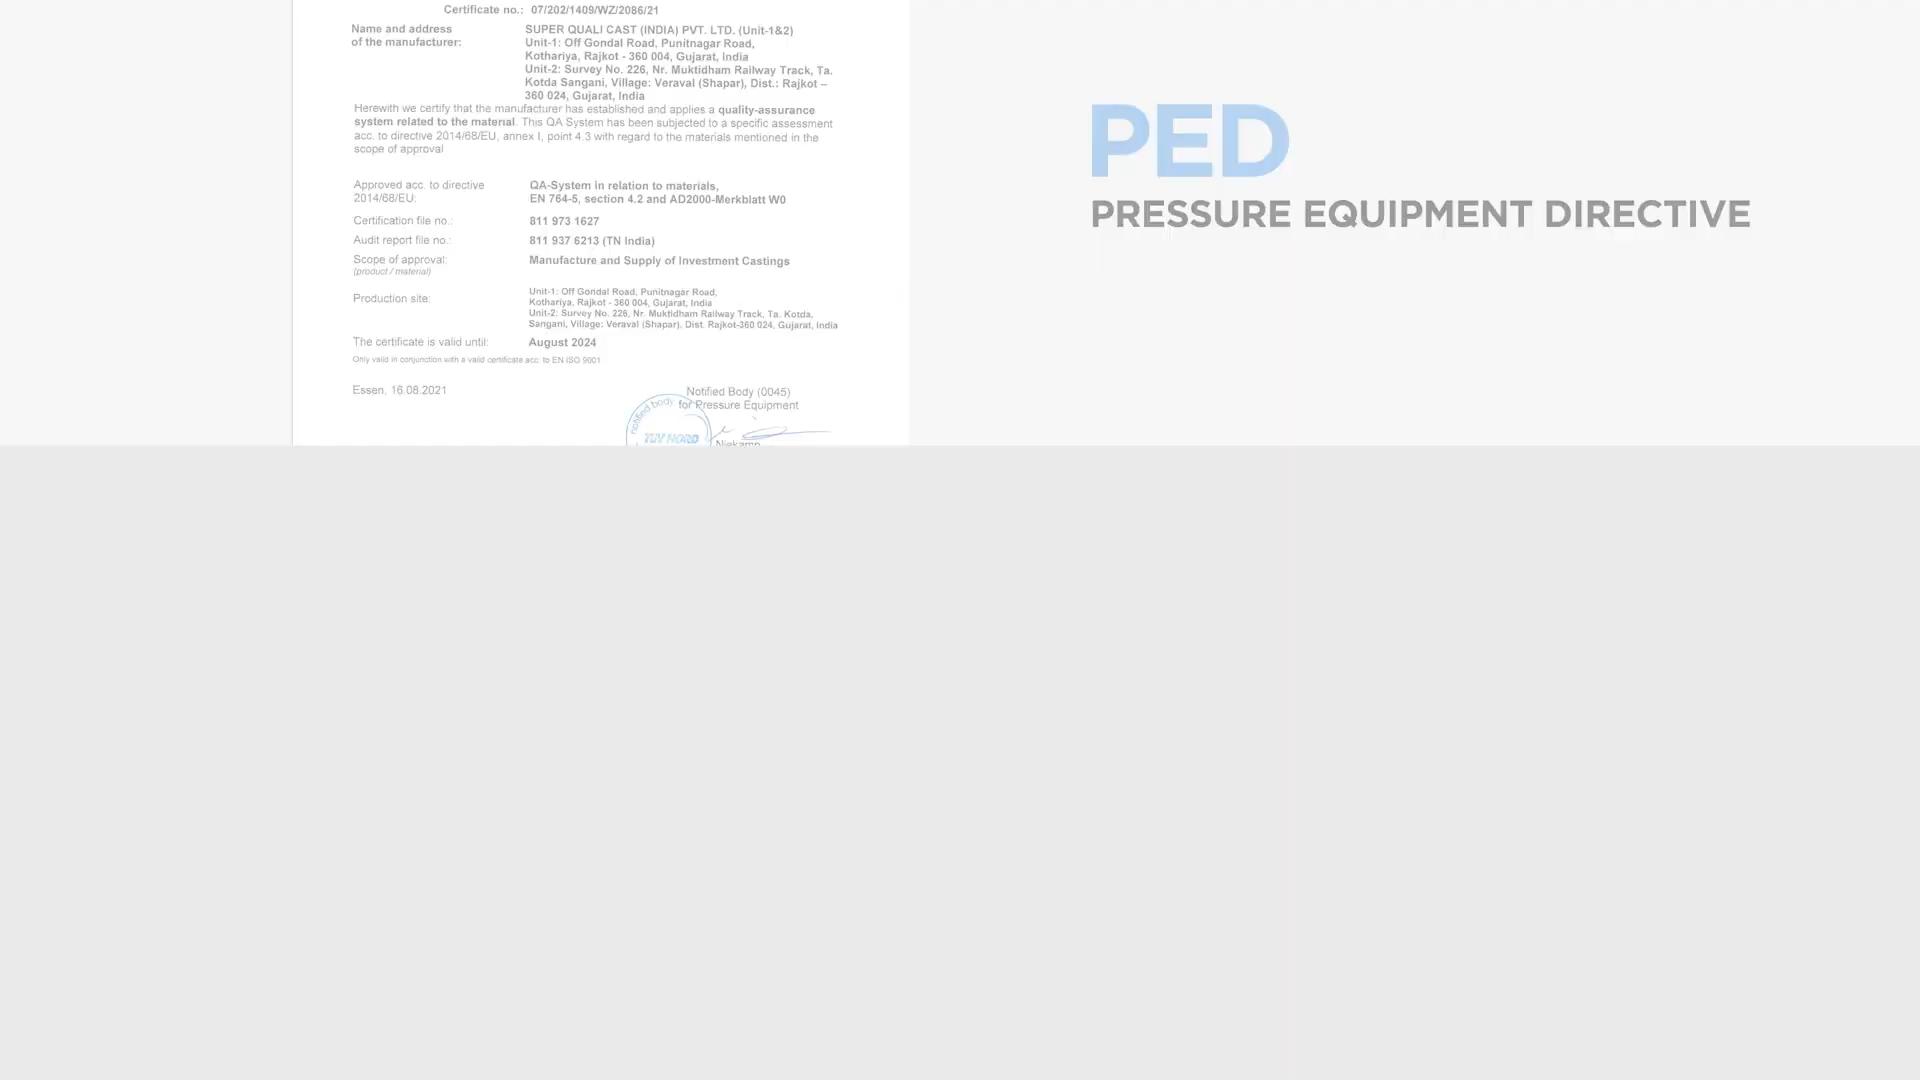 Certificate no.: 07/202/1409/WZ/2086/21
Name and address
of the manufacturer:
SUPER QUALI CAST (INDIA) PVT. LTD. (Unit-1&2)
Unit-1: Off Gondal Road, Punitnagar Road,
Kothariya, Rajkot - 360 004, Gujarat, India
Unit-2: Survey No. 226, Nr. Muktidham Railway Track, Ta.
Kotda Sangani, Village: Veraval (Shapar), Dist.: Rajkot –
360 024, Gujarat, India
Herewith we certify that the manufacturer has established and applies a quality-assurance
system related to the material. This QA System has been subjected to a specific assessment
acc. to directive 2014/68/EU, annex I, point 4.3 with regard to the materials mentioned in the
scope of approval
Approved acc. to directive
2014/68/EU:
QA-System in relation to materials,
EN 764-5, section 4.2 and AD2000-Merkblatt W0
Certification file no.: 811 973 1627
Audit report file no.: 811 937 6213 (TN India)
Scope of approval: Manufacture and Supply of Investment Castings
(product / material)
Production site:
Unit-1: Off Gondal Road, Punitnagar Road,
Kothariya, Rajkot - 360 004, Gujarat, India
Unit-2: Survey No. 226, Nr. Muktidham Railway Track, Ta. Kotda,
Sangani, Village: Veraval (Shapar), Dist. Rajkot-360 024, Gujarat, India
The certificate is valid until: August 2024
Only valid in conjunction with a valid certificate acc. to EN ISO 9001
Essen, 16.08.2021
Notified Body (0045)
for Pressure Equipment
notified body
TÜV NORD
Niekamp
PED
PRESSURE EQUIPMENT DIRECTIVE